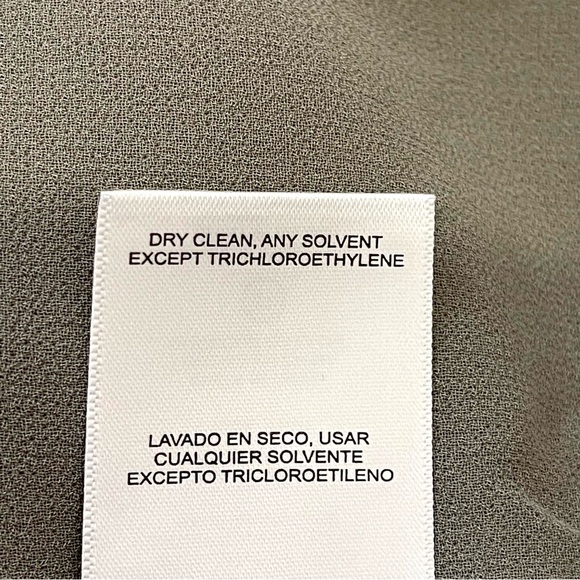 DRY CLEAN, ANY SOLVENT
EXCEPT TRICHLOROETHYLENE
LAVADO EN SECO, USAR
CUALQUIER SOLVENTE
EXCEPTO TRICLOROETILENO